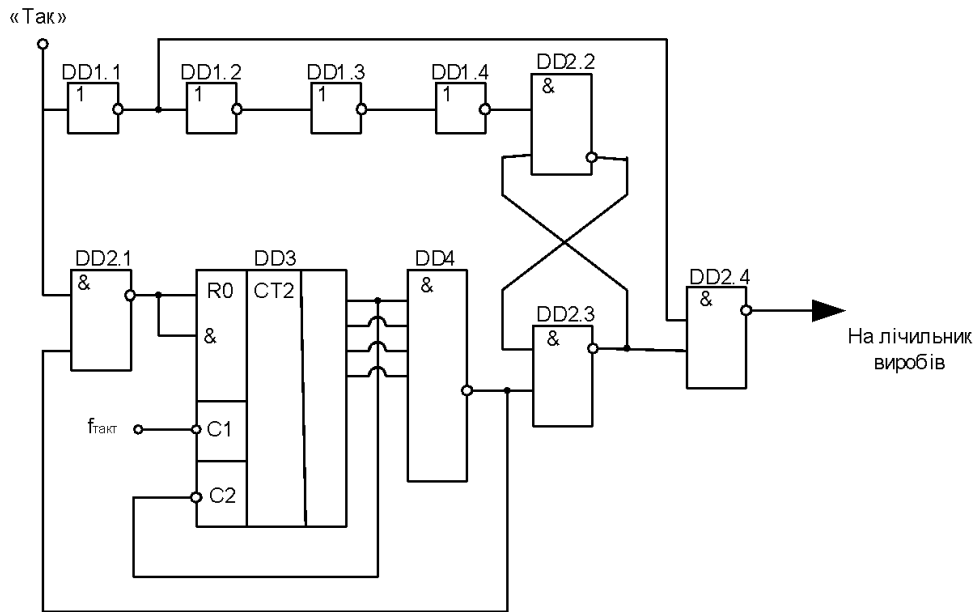 «Так»
DD1.1
DD1.2
DD1.3
DD1.4
DD2.2
1
1
1
1
&
DD2.1
DD3
DD4
DD2.4
&
R0
CT2
&
&
&
DD2.3
&
fтакт
C1
C2
На лічильник
виробів